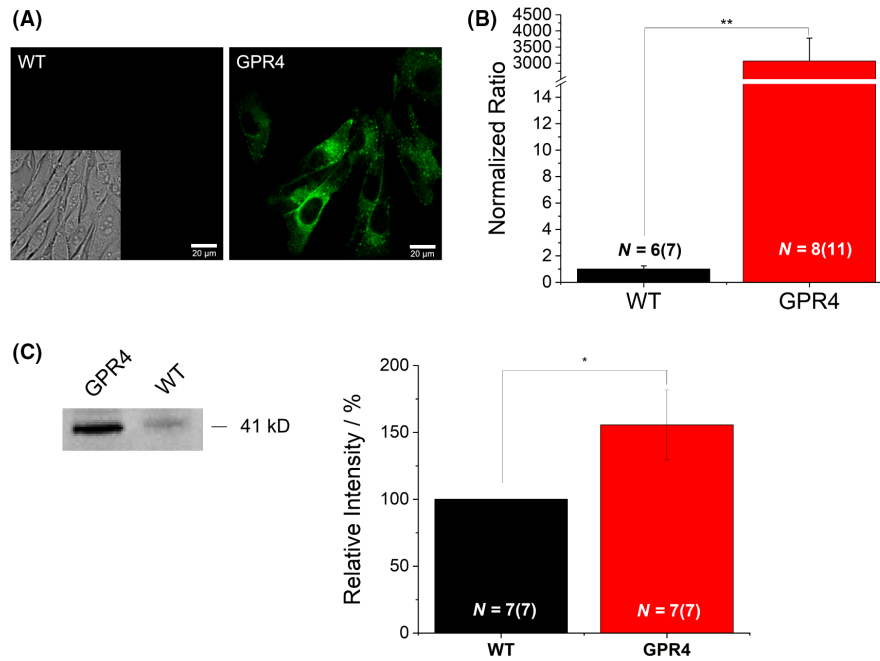 (A)
WT
20 µm
GPR4
20 µm
(B)
Normalized Ratio
4500
4000
3500
3000
14
12
10
8
6
4
2
0
**
N = 6(7)
N = 8(11)
WT
GPR4
(C)
GPR4
WT
— 41 kD
Relative Intensity / %
200
150
100
50
0
*
N = 7(7)
N = 7(7)
WT
GPR4